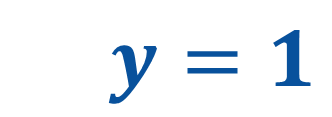 y = 1